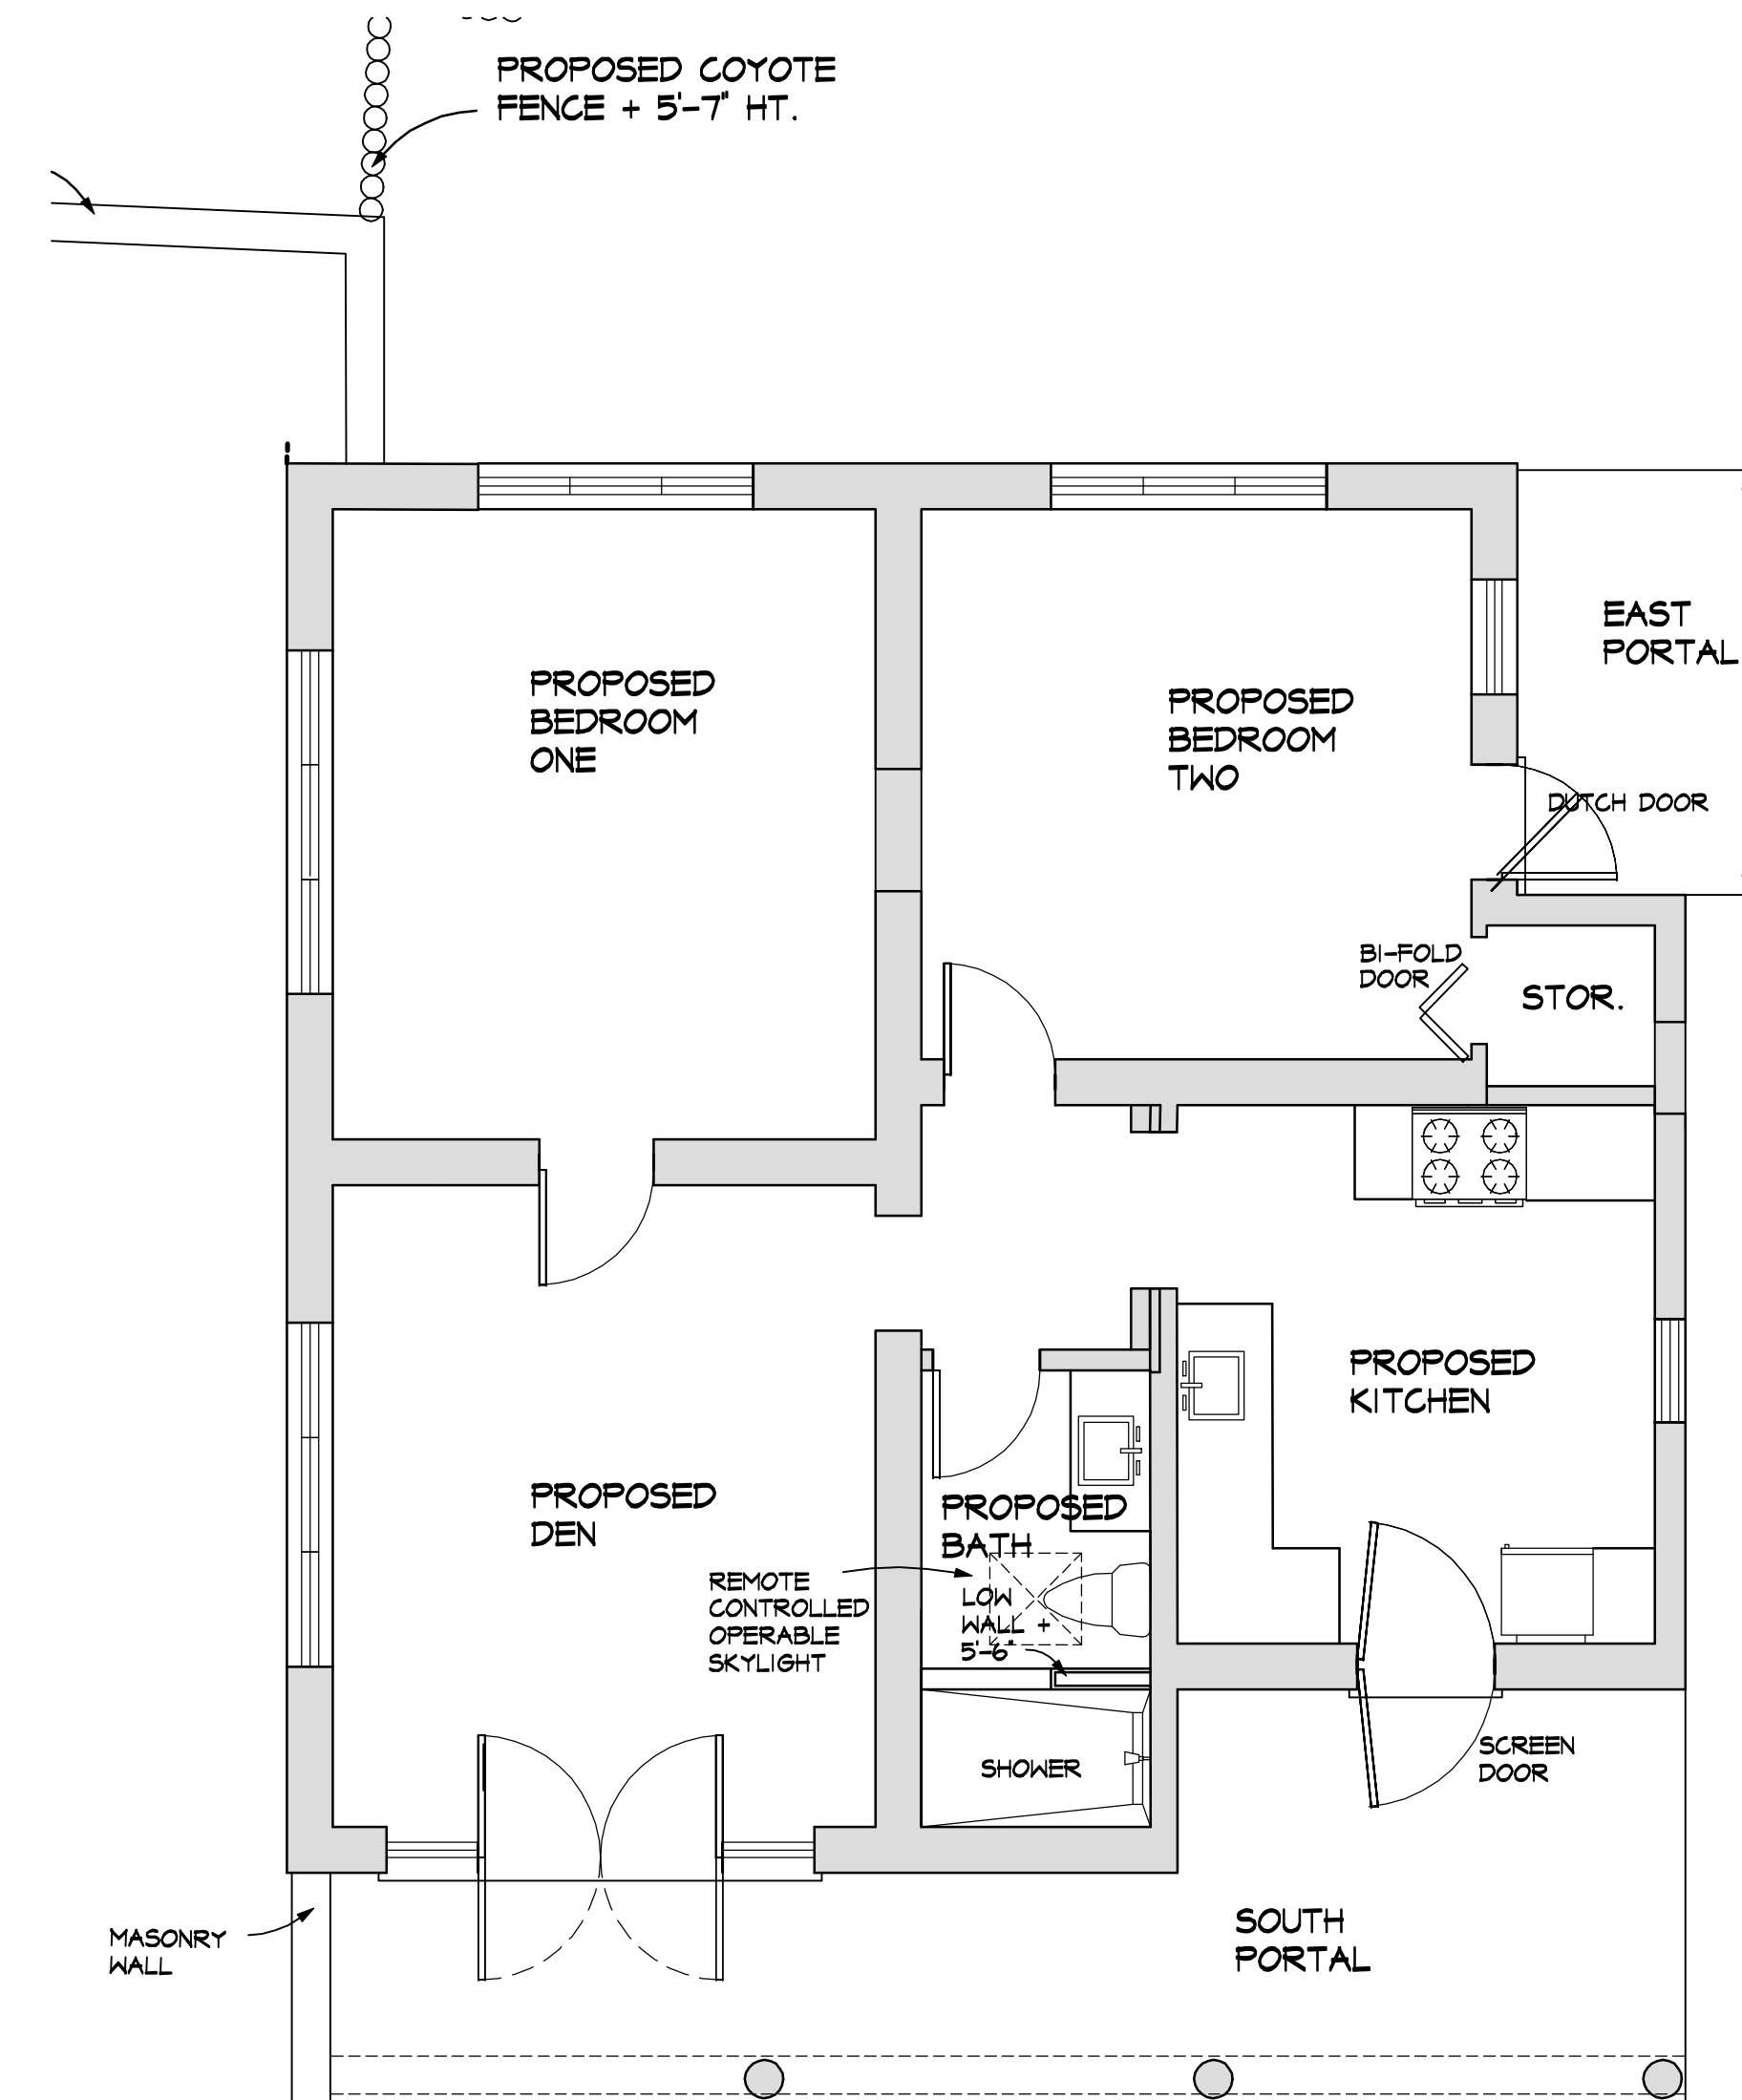 PROPOSED COYOTE
FENCE + 5'-7" HT.
EAST
PORTAL
PROPOSED
BEDROOM
ONE
PROPOSED
BEDROOM
TWO
DUTCH DOOR
BI-FOLD
DOOR
STOR.
PROPOSED
KITCHEN
PROPOSED
DEN
PROPOSED
BATH
REMOTE
CONTROLLED
OPERABLE
SKYLIGHT
LOW
WALL +
5'-6"
SHOWER
SCREEN
DOOR
SOUTH
PORTAL
MASONRY
WALL